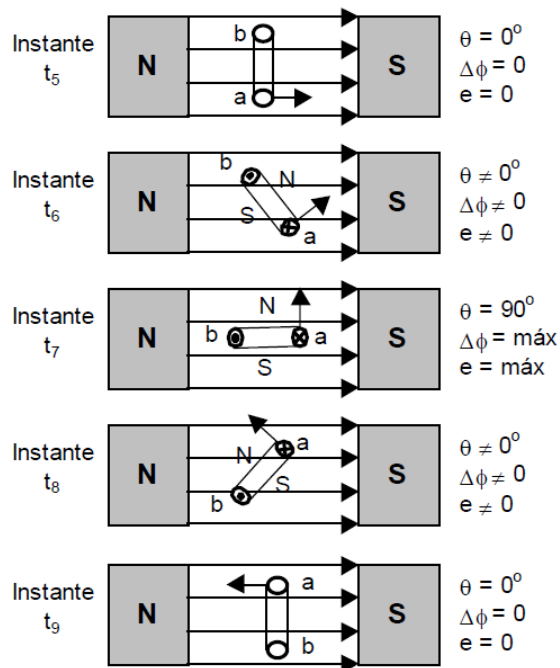 Instante
t5
N
b
a
S
θ = 0°
Δϕ = 0
e = 0
Instante
t6
N
b
N
S
a
S
θ ≠ 0°
Δϕ ≠ 0
e ≠ 0
Instante
t7
N
N
b
a
S
S
θ = 90°
Δϕ = máx
e = máx
Instante
t8
N
a
N
S
b
S
θ ≠ 0°
Δϕ ≠ 0
e ≠ 0
Instante
t9
N
a
b
S
θ = 0°
Δϕ = 0
e = 0